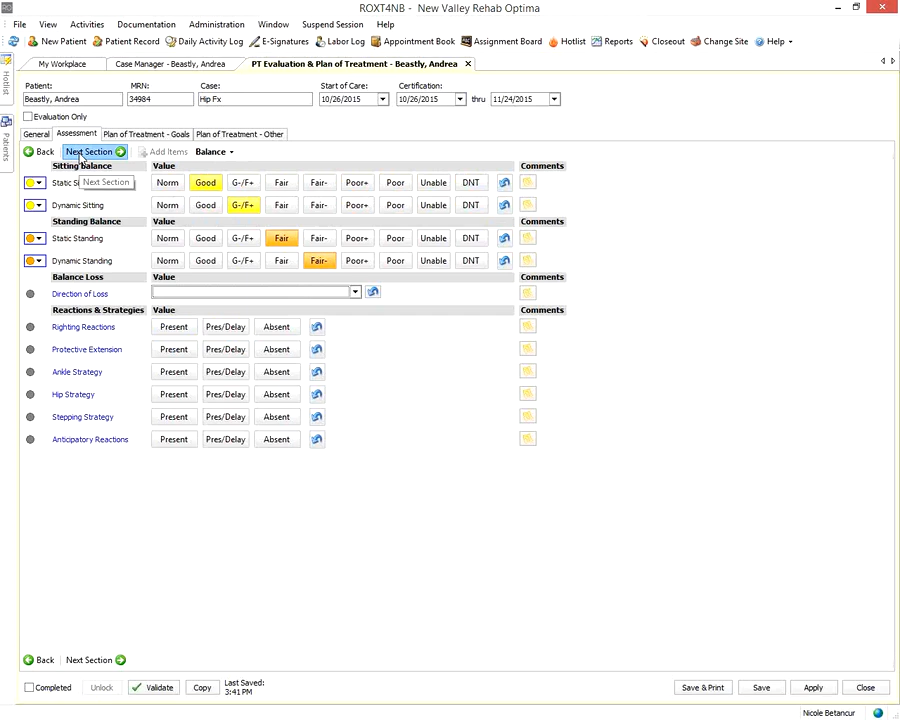 RO ROXT4NB - New Valley Rehab Optima
File View Activities Documentation Administration Window Suspend Session Help
New Patient Patient Record Daily Activity Log E-Signatures Labor Log Appointment Book Assignment Board Hotlist Reports Closeout Change Site Help
My Workplace Case Manager - Beastly, Andrea PT Evaluation & Plan of Treatment - Beastly, Andrea
Hotlist
Patients
Patient: MRN: Case: Start of Care: Certification:
Beastly, Andrea 34984 Hip Fx 10/26/2015 10/26/2015 thru 11/24/2015
Evaluation Only
General Assessment Plan of Treatment - Goals Plan of Treatment - Other
Back Next Section Add Items Balance
Sitting Balance Value Comments
Static Si Norm Good G-/F+ Fair Fair- Poor+ Poor Unable DNT
Next Section
Dynamic Sitting Norm Good G-/F+ Fair Fair- Poor+ Poor Unable DNT
Standing Balance Value Comments
Static Standing Norm Good G-/F+ Fair Fair- Poor+ Poor Unable DNT
Dynamic Standing Norm Good G-/F+ Fair Fair- Poor+ Poor Unable DNT
Balance Loss Value Comments
Direction of Loss
Reactions & Strategies Value Comments
Righting Reactions Present Pres/Delay Absent
Protective Extension Present Pres/Delay Absent
Ankle Strategy Present Pres/Delay Absent
Hip Strategy Present Pres/Delay Absent
Stepping Strategy Present Pres/Delay Absent
Anticipatory Reactions Present Pres/Delay Absent
Back Next Section
Completed Unlock Validate Copy Last Saved: Save & Print Save Apply Close
3:41 PM
Nicole Betancur